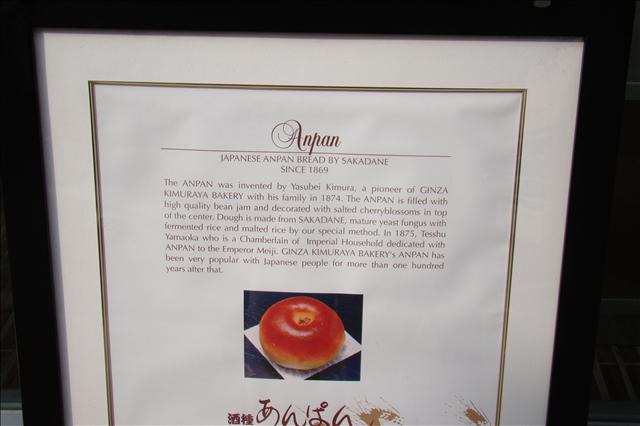 Anpan
JAPANESE ANPAN BREAD BY SAKADANE
SINCE 1869
The ANPAN was invented by Yasubei Kimura, a pioneer of GINZA
KIMURAYA BAKERY with his family in 1874. The ANPAN is filled with
high quality bean jam and decorated with salted cherryblossoms in top
of the center. Dough is made from SAKADANE, mature yeast fungus with
fermented rice and malted rice by our special method. In 1875, Tesshu
Yamaoka who is a Chamberlain of Imperial Household dedicated with
ANPAN to the Emperor Meiji. GINZA KIMURAYA BAKERY's ANPAN has
been very popular with Japanese people for more than one hundred
years after that.
酒種あんぱん